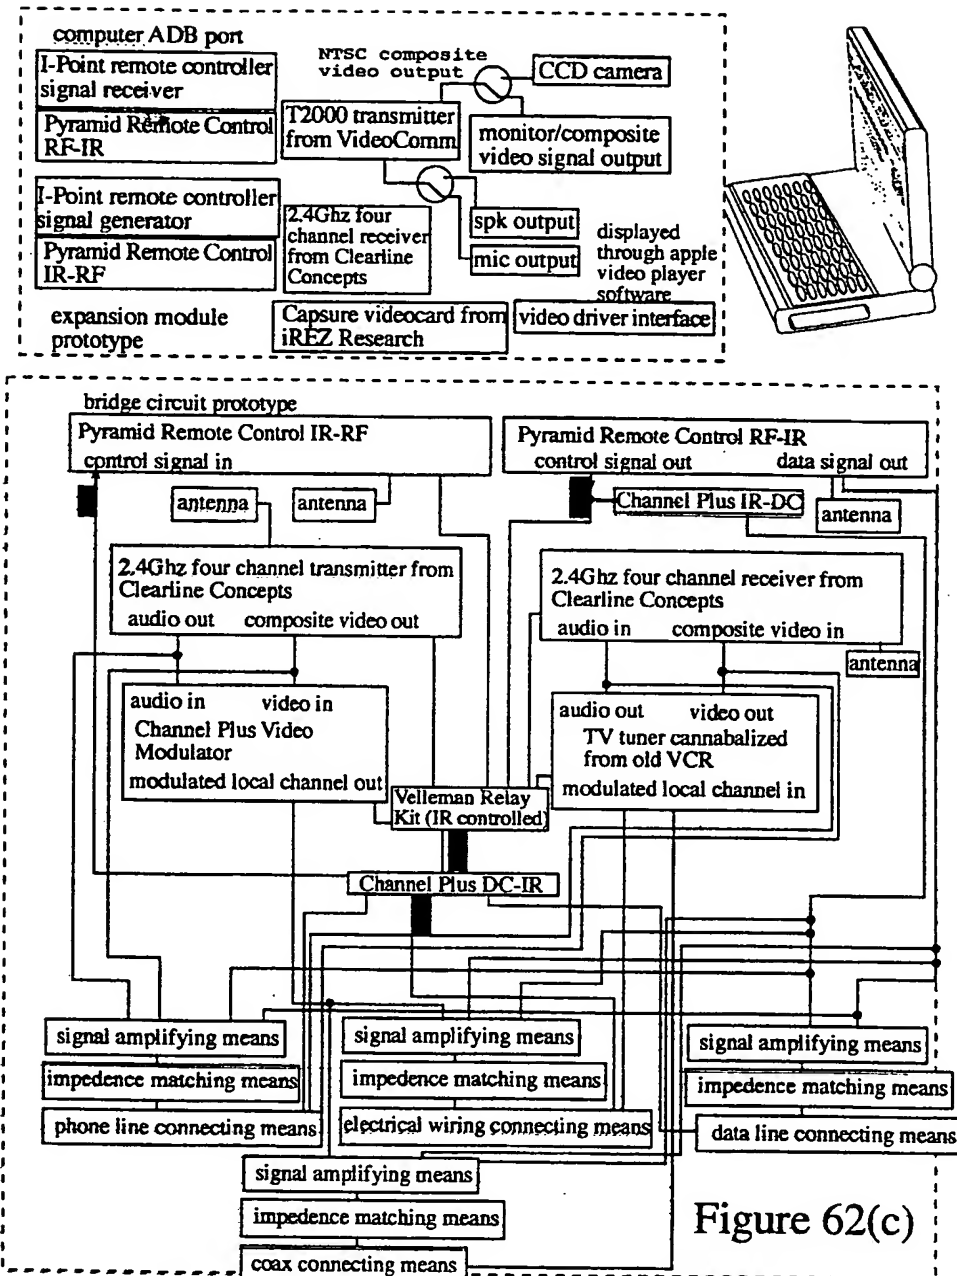 computer ADB port
I-Point remote controller
signal receiver
Pyramid Remote Control
RF-IR
NTSC composite
video output
CCD camera
T2000 transmitter
from VideoComm
monitor/composite
video signal output
I-Point remote controller
signal generator
Pyramid Remote Control
IR-RF
2.4Ghz four
channel receiver
from Clearline
Concepts
spk output
mic output
displayed
through apple
video player
software
expansion module
prototype
Capsure videocard from
iREZ Research
video driver interface
bridge circuit prototype
Pyramid Remote Control IR-RF
control signal in
Pyramid Remote Control RF-IR
control signal out
data signal out
antenna
antenna
Channel Plus IR-DC
antenna
2.4Ghz four channel transmitter from
Clearline Concepts
audio out composite video out
2.4Ghz four channel receiver from
Clearline Concepts
audio in composite video in
antenna
audio in video in
Channel Plus Video
Modulator
modulated local channel out
audio out video out
TV tuner cannabalized
from old VCR
modulated local channel in
Velleman Relay
Kit (IR controlled)
Channel Plus DC-IR
signal amplifying means
impedence matching means
phone line connecting means
signal amplifying means
impedence matching means
electrical wiring connecting means
signal amplifying means
impedence matching means
data line connecting means
signal amplifying means
impedence matching means
coax connecting means
Figure 62(c)